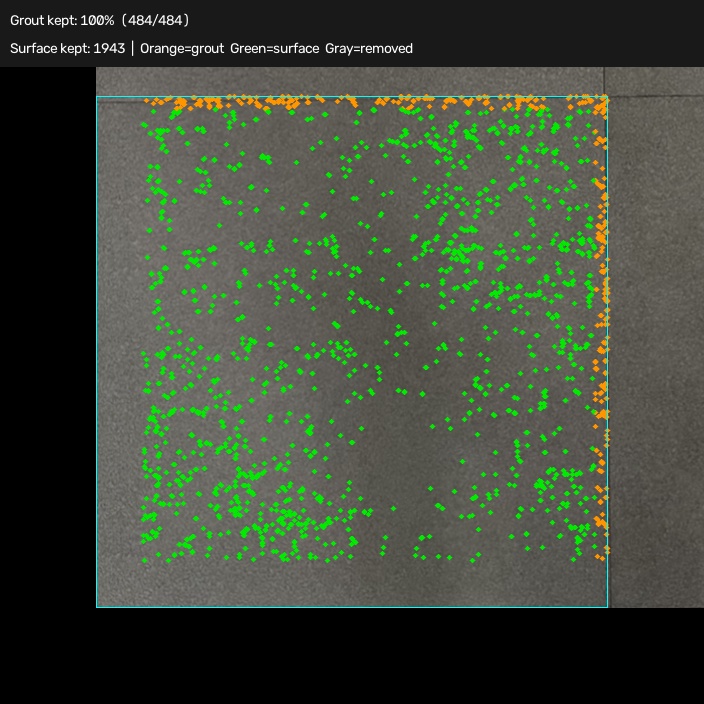 Grout kept: 100% (484/484)
Surface kept: 1943 | Orange=grout Green=surface Gray=removed